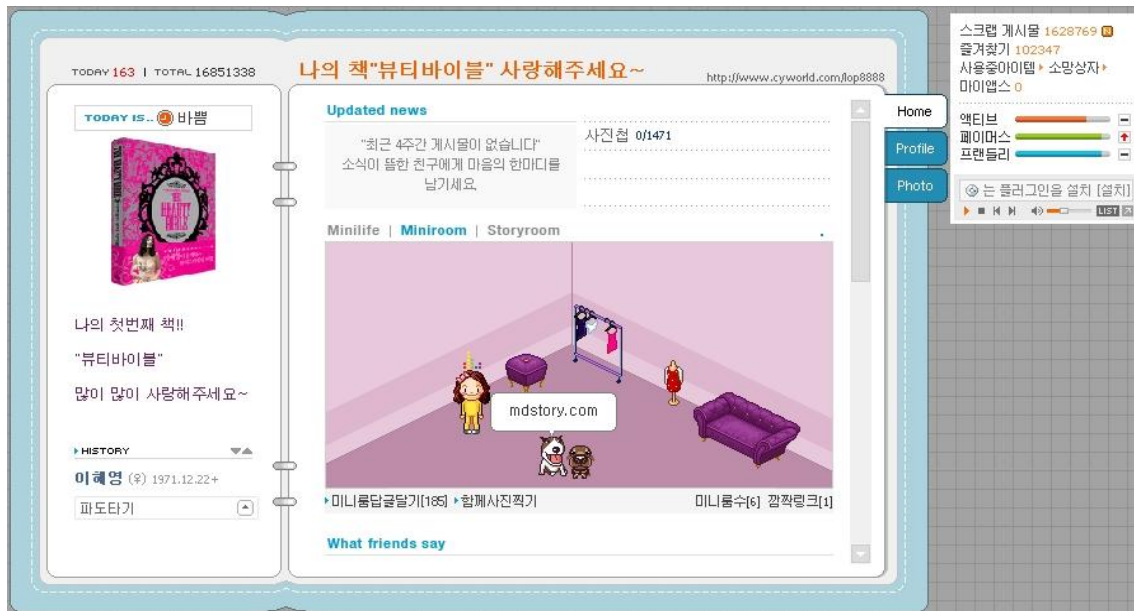 TODAY 163 | TOTAL 16851338
나의 책"뷰티바이블" 사랑해주세요~
http://www.cyworld.com/lop8888
TODAY IS.. 바쁨
나의 첫번째 책!!
"뷰티바이블"
많이 많이 사랑해주세요~
HISTORY
이혜영 (우) 1971.12.22+
파도타기
Updated news
"최근 4주간 게시물이 없습니다"
소식이 뜸한 친구에게 마음의 한마디를
남기세요.
사진첩 0/1471
Minilife | Miniroom | Storyroom
mdstory.com
미니룸답글달기[185] 함께사진찍기
미니룸수[6] 깜짝링크[1]
What friends say
Home
Profile
Photo
스크랩 게시물 1628769 N
즐겨찾기 102347
사용중아이템 소망상자
마이앱스 0
액티브
페이머스
프랜들리
는 플러그인을 설치 [설치]
LIST